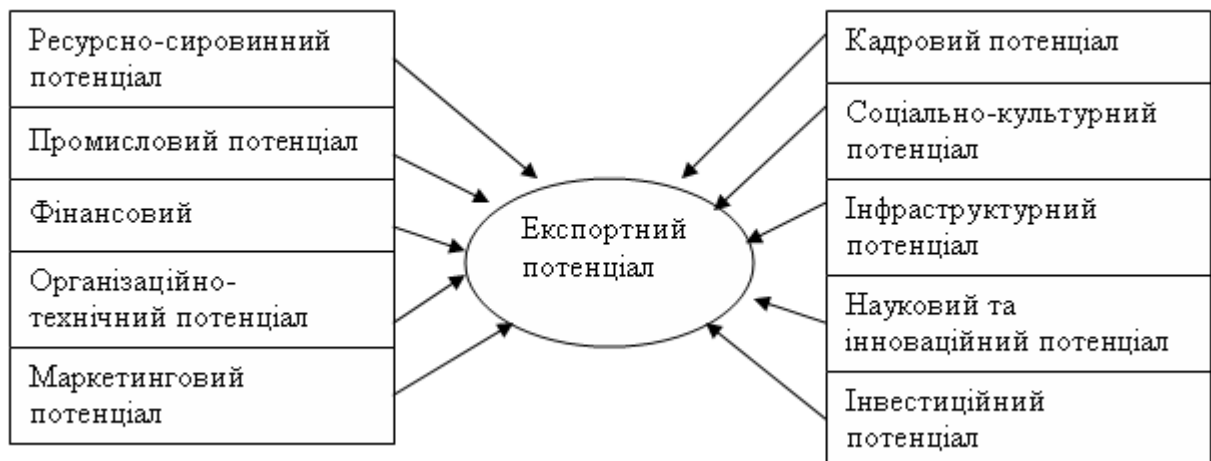 Ресурсно-сировинний
потенціал
Промисловий потенціал
Фінансовий
Організаційно-
технічний потенціал
Маркетинговий
потенціал
Експортний
потенціал
Кадровий потенціал
Соціально-культурний
потенціал
Інфраструктурний
потенціал
Науковий та
інноваційний потенціал
Інвестиційний
потенціал